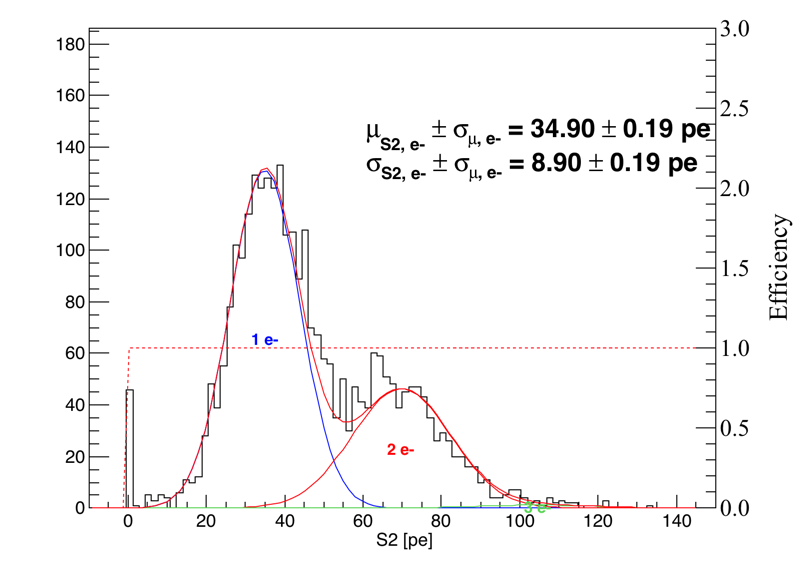 180
160
140
120
100
80
60
40
20
0
3.0
2.5
2.0
1.5
1.0
0.5
0.0
Efficiency
μS2, e- ± σμ, e- = 34.90 ± 0.19 pe
σS2, e- ± σμ, e- = 8.90 ± 0.19 pe
1 e-
2 e-
3 e-
0 20 40 60 80 100 120 140
S2 [pe]